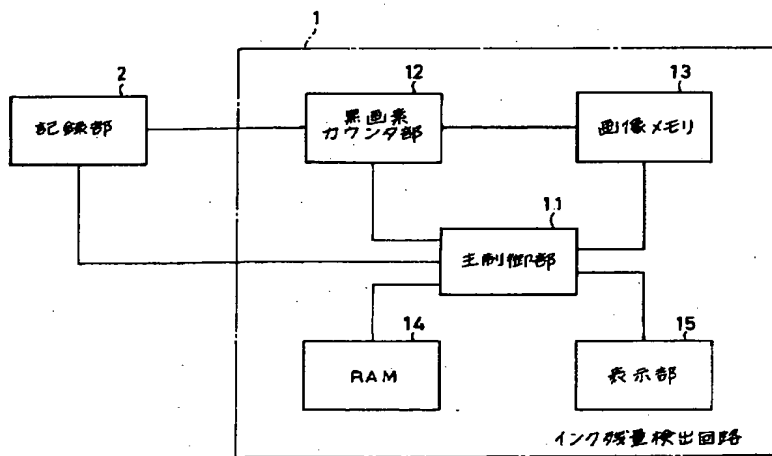 1
2
記録部
12
黒画素
カウンタ部
13
画像メモリ
11
主制御部
14
RAM
15
表示部
インク残量検出回路